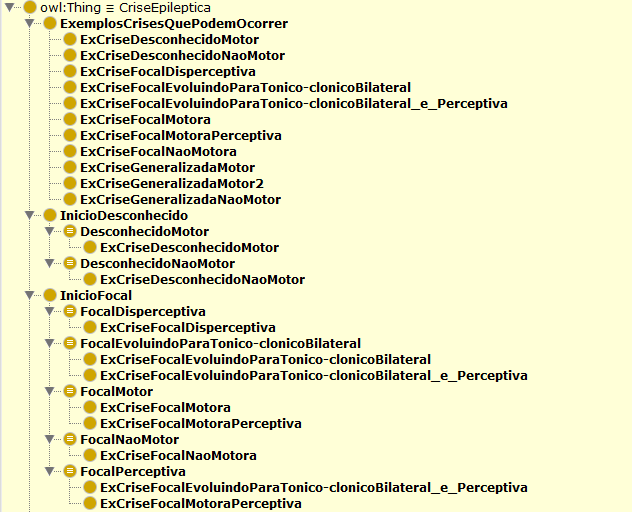 owl:Thing ≡ CriseEpileptica
ExemplosCrisesQuePodemOcorrer
ExCriseDesconhecidoMotor
ExCriseDesconhecidoNaoMotor
ExCriseFocalDisperceptiva
ExCriseFocalEvoluindoParaTonico-clonicoBilateral
ExCriseFocalEvoluindoParaTonico-clonicoBilateral_e_Perceptiva
ExCriseFocalMotora
ExCriseFocalMotoraPerceptiva
ExCriseFocalNaoMotora
ExCriseGeneralizadaMotor
ExCriseGeneralizadaMotor2
ExCriseGeneralizadaNaoMotor
InicioDesconhecido
DesconhecidoMotor
ExCriseDesconhecidoMotor
DesconhecidoNaoMotor
ExCriseDesconhecidoNaoMotor
InicioFocal
FocalDisperceptiva
ExCriseFocalDisperceptiva
FocalEvoluindoParaTonico-clonicoBilateral
ExCriseFocalEvoluindoParaTonico-clonicoBilateral
ExCriseFocalEvoluindoParaTonico-clonicoBilateral_e_Perceptiva
FocalMotor
ExCriseFocalMotora
ExCriseFocalMotoraPerceptiva
FocalNaoMotor
ExCriseFocalNaoMotora
FocalPerceptiva
ExCriseFocalEvoluindoParaTonico-clonicoBilateral_e_Perceptiva
ExCriseFocalMotoraPerceptiva